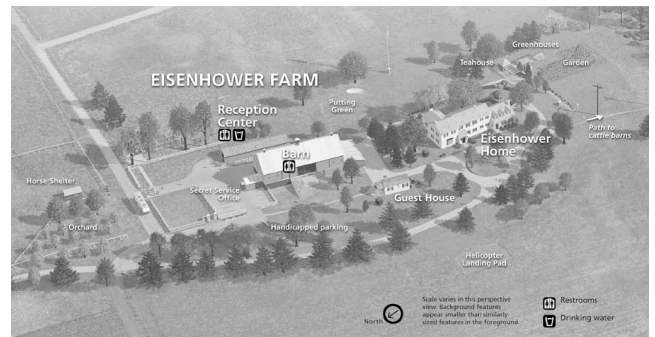 Greenhouses
Teahouse
Garden
EISENHOWER FARM
Putting
Green
Reception
Center
Path to
cattle barns
Eisenhower
Home
Barn
Horse Shelter
Secret Service
Office
Guest House
Orchard
Handicapped parking
Helicopter
Landing Pad
North
Scale varies in this perspective
view. Background features
appear smaller than similarly
sized features in the foreground.
Restrooms
Drinking water